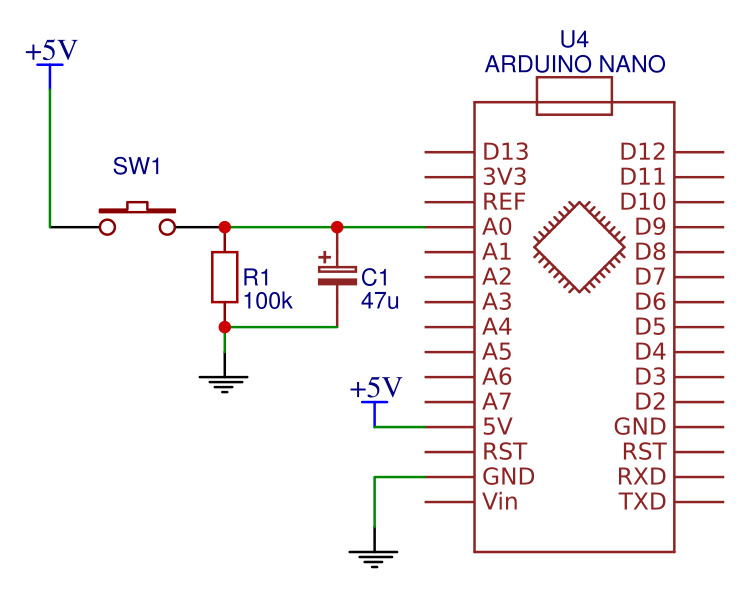 +5V
SW1
R1
100k
+
C1
47u
+5V
U4
ARDUINO NANO
D13
3V3
REF
A0
A1
A2
A3
A4
A5
A6
A7
5V
RST
GND
Vin
D12
D11
D10
D9
D8
D7
D6
D5
D4
D3
D2
GND
RST
RXD
TXD